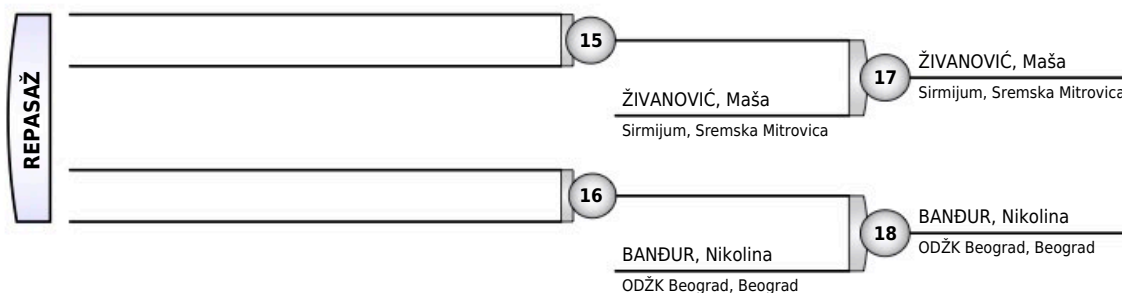 REPASAŽ
15
17
ŽIVANOVIĆ, Maša
Sirmijum, Sremska Mitrovica
ŽIVANOVIĆ, Maša
Sirmijum, Sremska Mitrovica
16
18
BANĐUR, Nikolina
ODŽK Beograd, Beograd
BANĐUR, Nikolina
ODŽK Beograd, Beograd